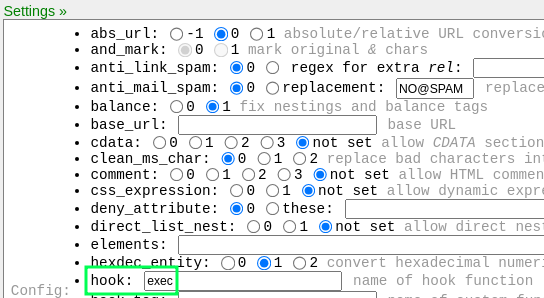 Settings »
abs_url: -1 0 1 absolute/relative URL conversio
and_mark: 0 1 mark original & chars
anti_link_spam: 0 regex for extra rel:
anti_mail_spam: 0 replacement: NO@SPAM replace
balance: 0 1 fix nestings and balance tags
base_url: base URL
cdata: 0 1 2 3 not set allow CDATA section
clean_ms_char: 0 1 2 replace bad characters int
comment: 0 1 2 3 not set allow HTML commen
css_expression: 0 1 not set allow dynamic expre
deny_attribute: 0 these:
direct_list_nest: 0 1 not set allow direct nest
elements:
hexdec_entity: 0 1 2 convert hexadecimal numeri
hook: exec name of hook function
Config: